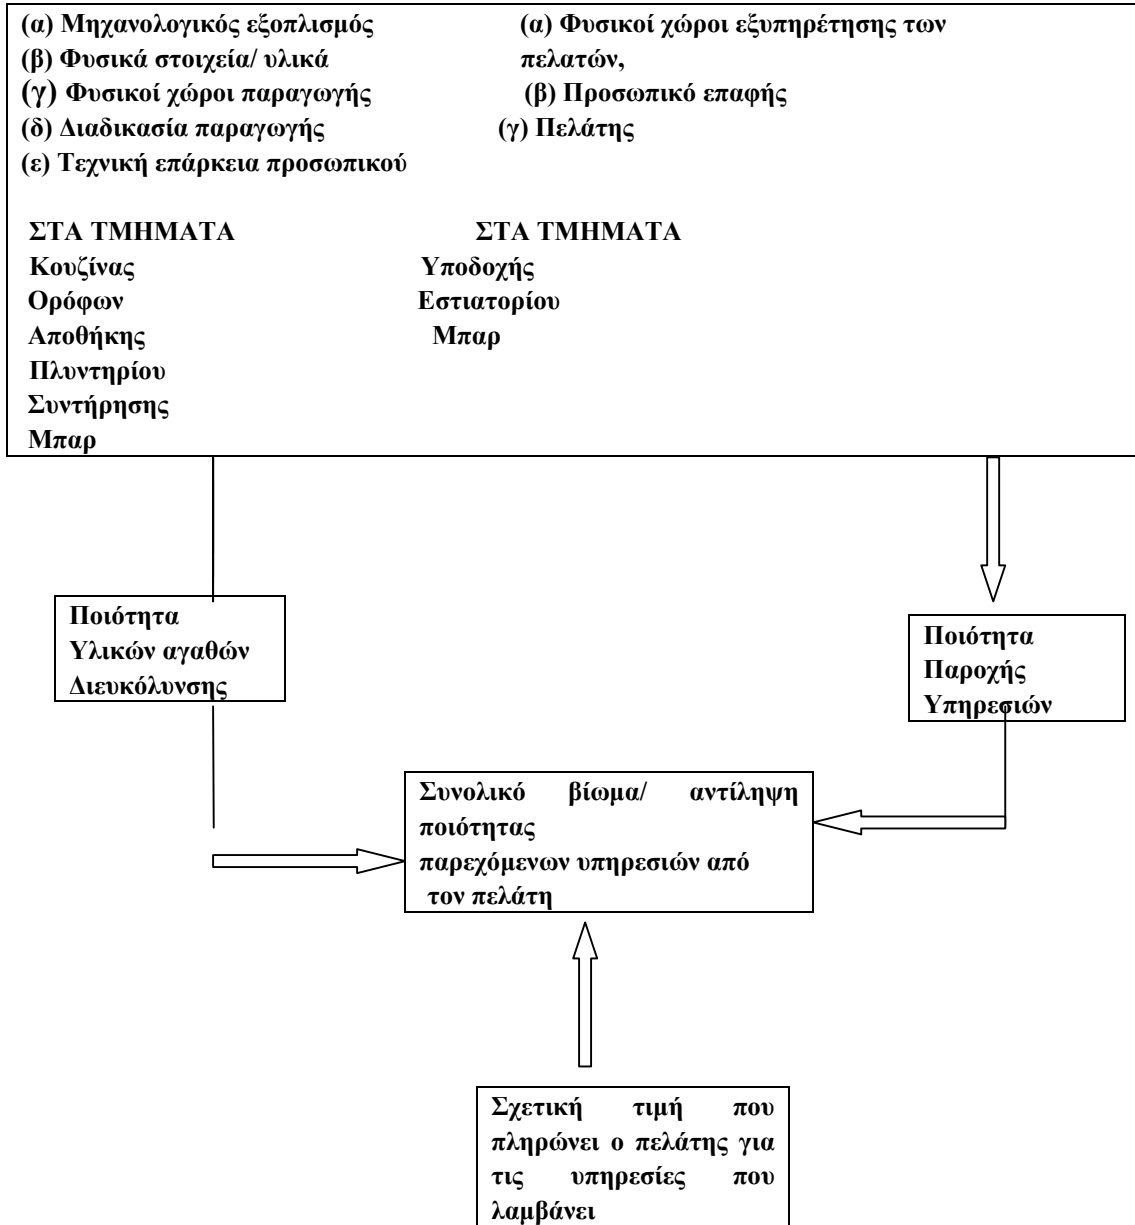 (α) Μηχανολογικός εξοπλισμός (α) Φυσικοί χώροι εξυπηρέτησης των
(β) Φυσικά στοιχεία/ υλικά πελατών,
(γ) Φυσικοί χώροι παραγωγής (β) Προσωπικό επαφής
(δ) Διαδικασία παραγωγής (γ) Πελάτης
(ε) Τεχνική επάρκεια προσωπικού
ΣΤΑ ΤΜΗΜΑΤΑ ΣΤΑ ΤΜΗΜΑΤΑ
Κουζίνας Υποδοχής
Ορόφων Εστιατορίου
Αποθήκης Μπαρ
Πλυντηρίου
Συντήρησης
Μπαρ
Ποιότητα
Υλικών αγαθών
Διευκόλυνσης
Ποιότητα
Παροχής
Υπηρεσιών
Συνολικό βίωμα/ αντίληψη
ποιότητας
παρεχόμενων υπηρεσιών από
τον πελάτη
Σχετική τιμή που
πληρώνει ο πελάτης για
τις υπηρεσίες που
λαμβάνει